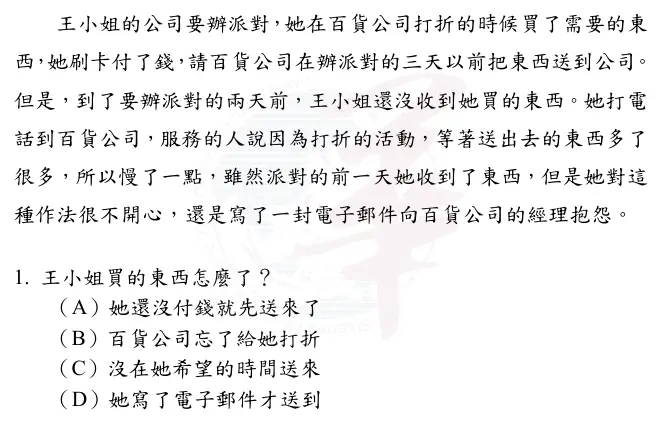 王小姐的公司要辦派對，她在百貨公司打折的時候買了需要的東
西，她刷卡付了錢，請百貨公司在辦派對的三天以前把東西送到公司。
但是，到了要辦派對的兩天前，王小姐還沒收到她買的東西。她打電
話到百貨公司，服務的人說因為打折的活動，等著送出去的東西多了
很多，所以慢了一點，雖然派對的前一天她收到了東西，但是她對這
種作法很不開心，還是寫了一封電子郵件向百貨公司的經理抱怨。
1. 王小姐買的東西怎麼了？
（A）她還沒付錢就先送來了
（B）百貨公司忘了給她打折
（C）沒在她希望的時間送來
（D）她寫了電子郵件才送到